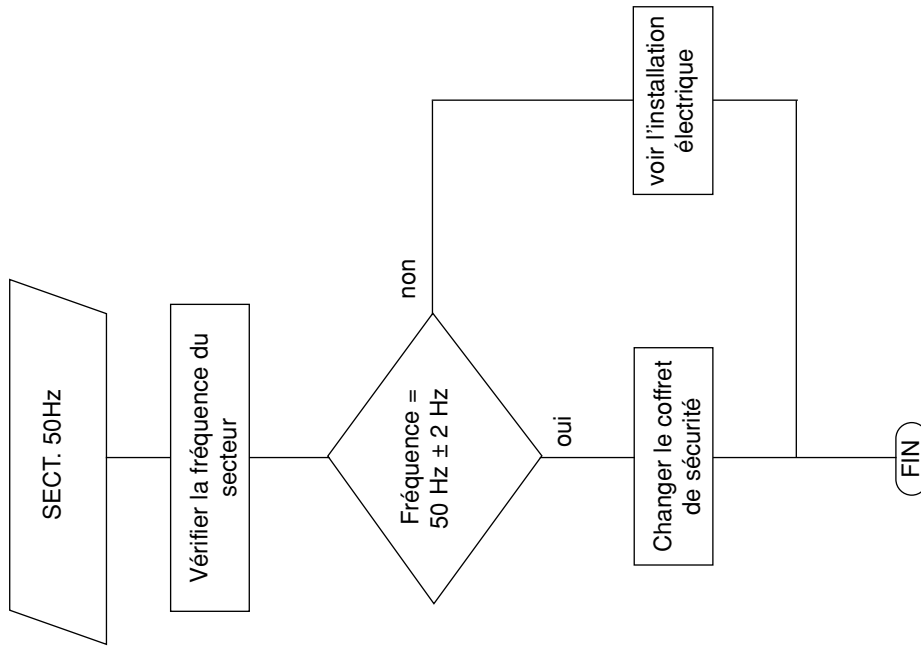 SECT. 50Hz
Vérifier la fréquence du
secteur
Fréquence =
50 Hz ± 2 Hz
non
oui
voir l'installation
électrique
Changer le coffret
de sécurité
FIN